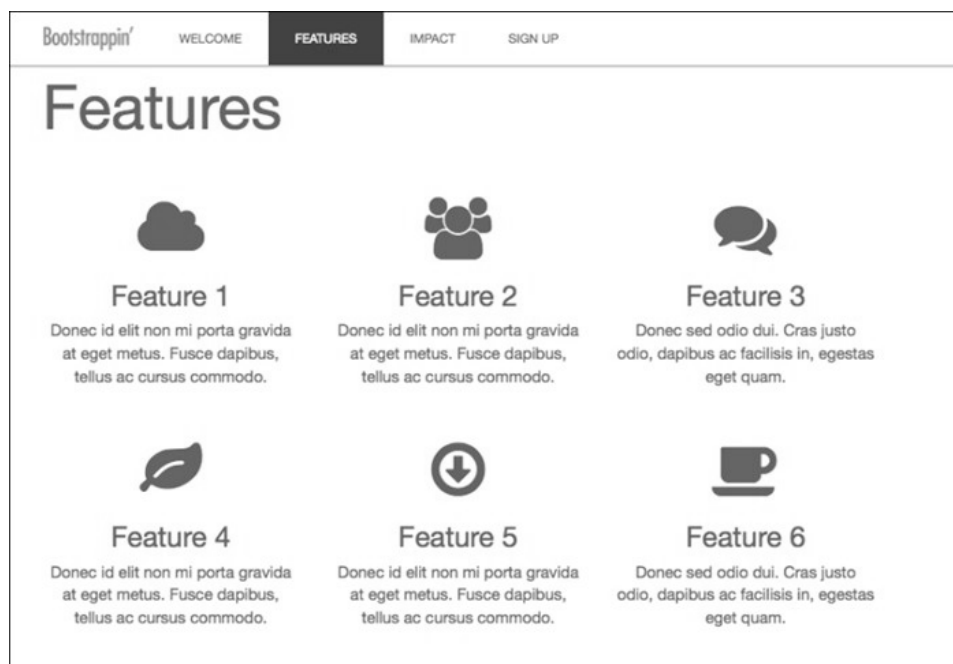 Bootstrappin’ WELCOME FEATURES IMPACT SIGN UP
Features
Feature 1
Donec id elit non mi porta gravida
at eget metus. Fusce dapibus,
tellus ac cursus commodo.
Feature 2
Donec id elit non mi porta gravida
at eget metus. Fusce dapibus,
tellus ac cursus commodo.
Feature 3
Donec sed odio dui. Cras justo
odio, dapibus ac facilisis in, egestas
eget quam.
Feature 4
Donec id elit non mi porta gravida
at eget metus. Fusce dapibus,
tellus ac cursus commodo.
Feature 5
Donec id elit non mi porta gravida
at eget metus. Fusce dapibus,
tellus ac cursus commodo.
Feature 6
Donec sed odio dui. Cras justo
odio, dapibus ac facilisis in, egestas
eget quam.